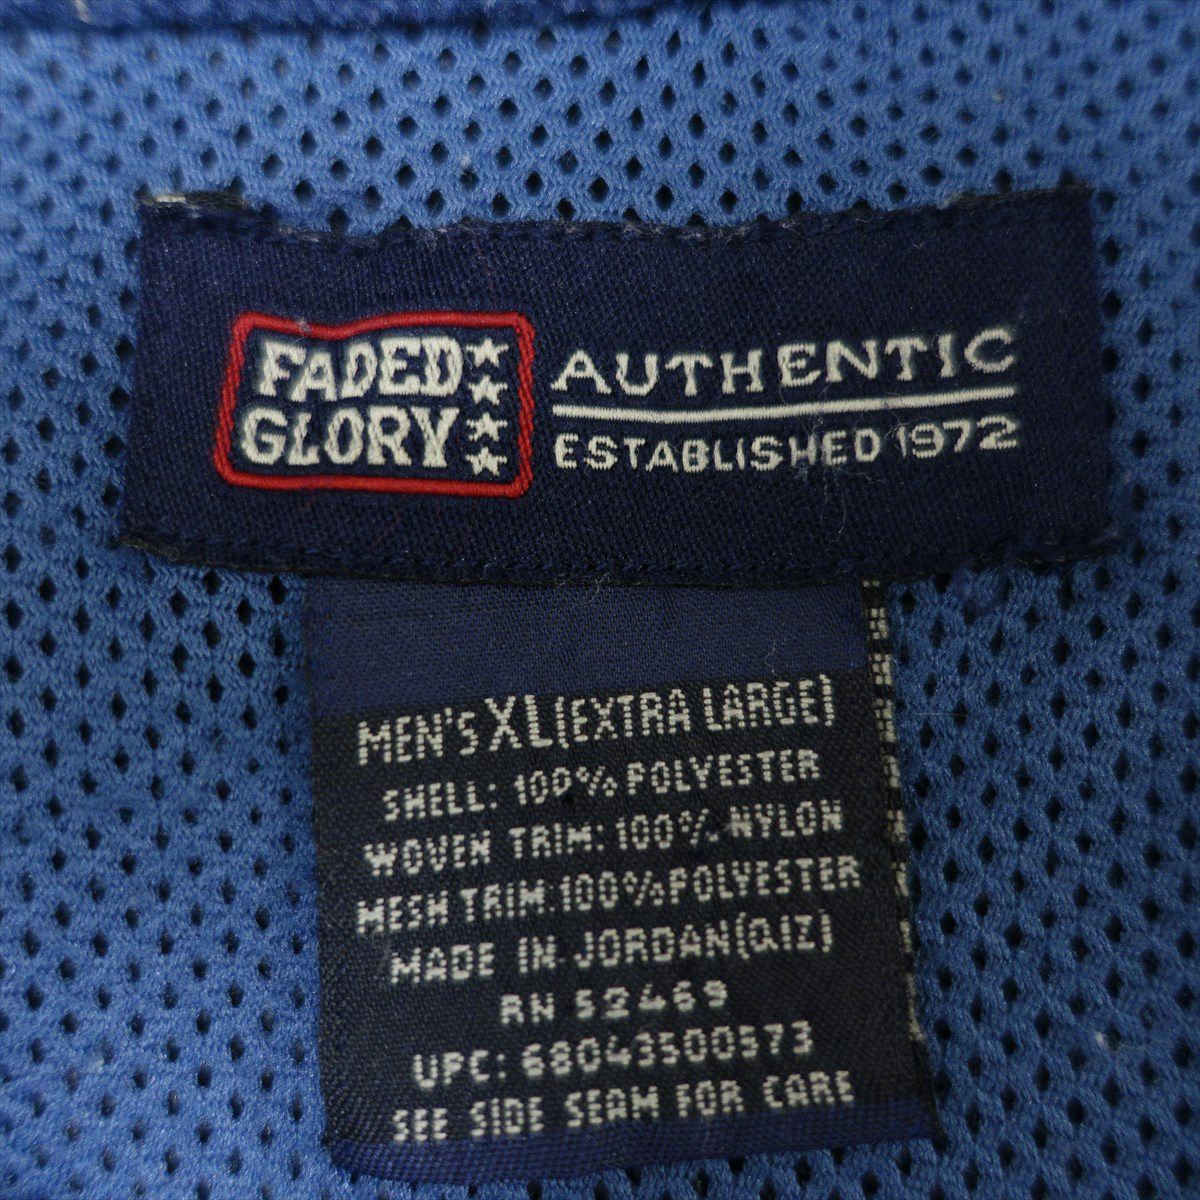 FADED
GLORY
AUTHENTIC
ESTABLISHED 1972
MEN'S XL(EXTRA LARGE)
SHELL: 100% POLYESTER
WOVEN TRIM: 100% NYLON
MESH TRIM: 100% POLYESTER
MADE IN JORDAN(QIZ)
RN 52469
UPC: 68043500573
SEE SIDE SEAM FOR CARE